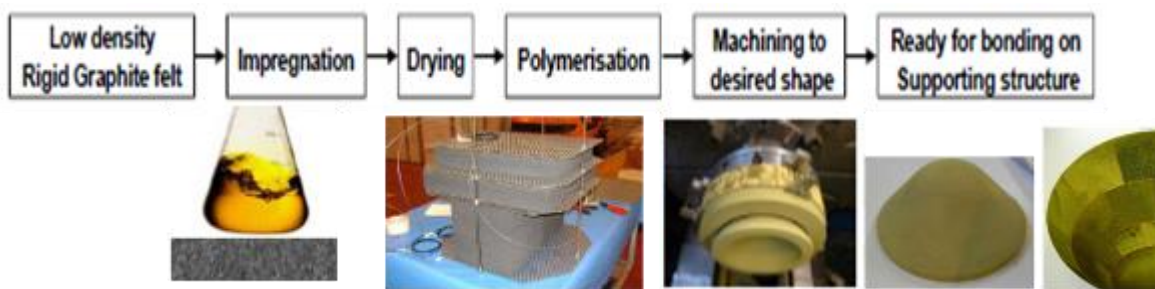 Low density
Rigid Graphite felt
Impregnation
Drying
Polymerisation
Machining to
desired shape
Ready for bonding on
Supporting structure